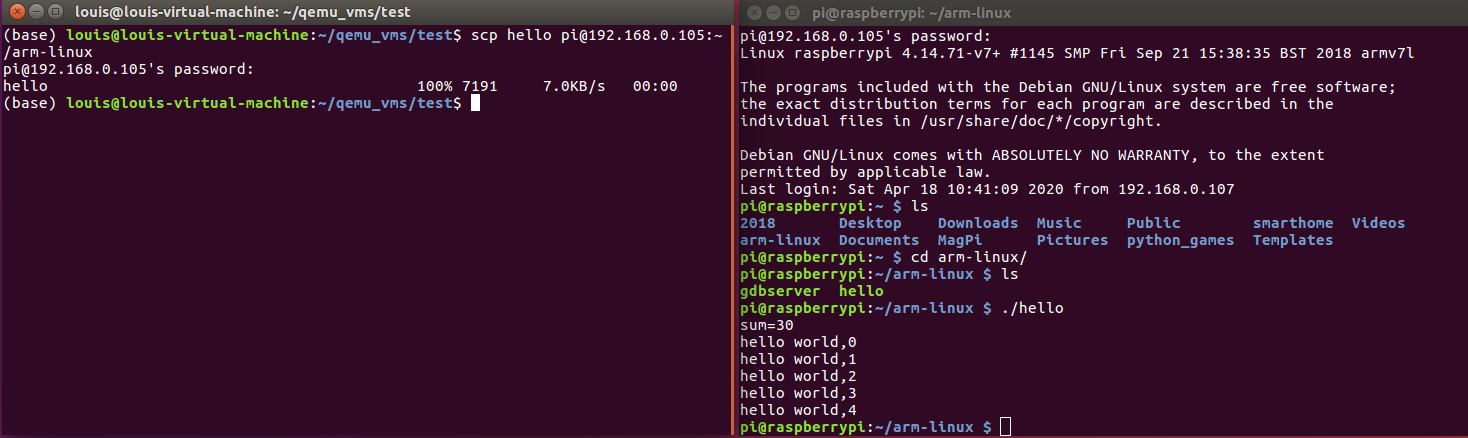 louis@louis-virtual-machine: ~/qemu_vms/test
(base) louis@louis-virtual-machine:~/qemu_vms/test$ scp hello pi@192.168.0.105:~
/arm-linux
pi@192.168.0.105's password:
hello                                         100% 7191     7.0KB/s   00:00
(base) louis@louis-virtual-machine:~/qemu_vms/test$
pi@raspberrypi: ~/arm-linux
pi@192.168.0.105's password:
Linux raspberrypi 4.14.71-v7+ #1145 SMP Fri Sep 21 15:38:35 BST 2018 armv7l
The programs included with the Debian GNU/Linux system are free software;
the exact distribution terms for each program are described in the
individual files in /usr/share/doc/*/copyright.
Debian GNU/Linux comes with ABSOLUTELY NO WARRANTY, to the extent
permitted by applicable law.
Last login: Sat Apr 18 10:41:09 2020 from 192.168.0.107
pi@raspberrypi:~ $ ls
2018       Desktop    Downloads  Music     Public        smarthome  Videos
arm-linux  Documents  MagPi      Pictures  python_games  Templates
pi@raspberrypi:~ $ cd arm-linux/
pi@raspberrypi:~/arm-linux $ ls
gdbserver  hello
pi@raspberrypi:~/arm-linux $ ./hello
sum=30
hello world,0
hello world,1
hello world,2
hello world,3
hello world,4
pi@raspberrypi:~/arm-linux $